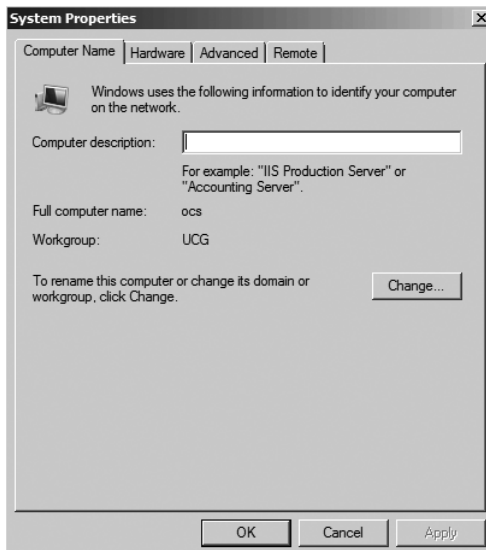 System Properties
Computer Name Hardware Advanced Remote
Windows uses the following information to identify your computer
on the network.
Computer description:
For example: "IIS Production Server" or
"Accounting Server".
Full computer name: ocs
Workgroup: UCG
To rename this computer or change its domain or
workgroup, click Change.
Change...
OK Cancel Apply